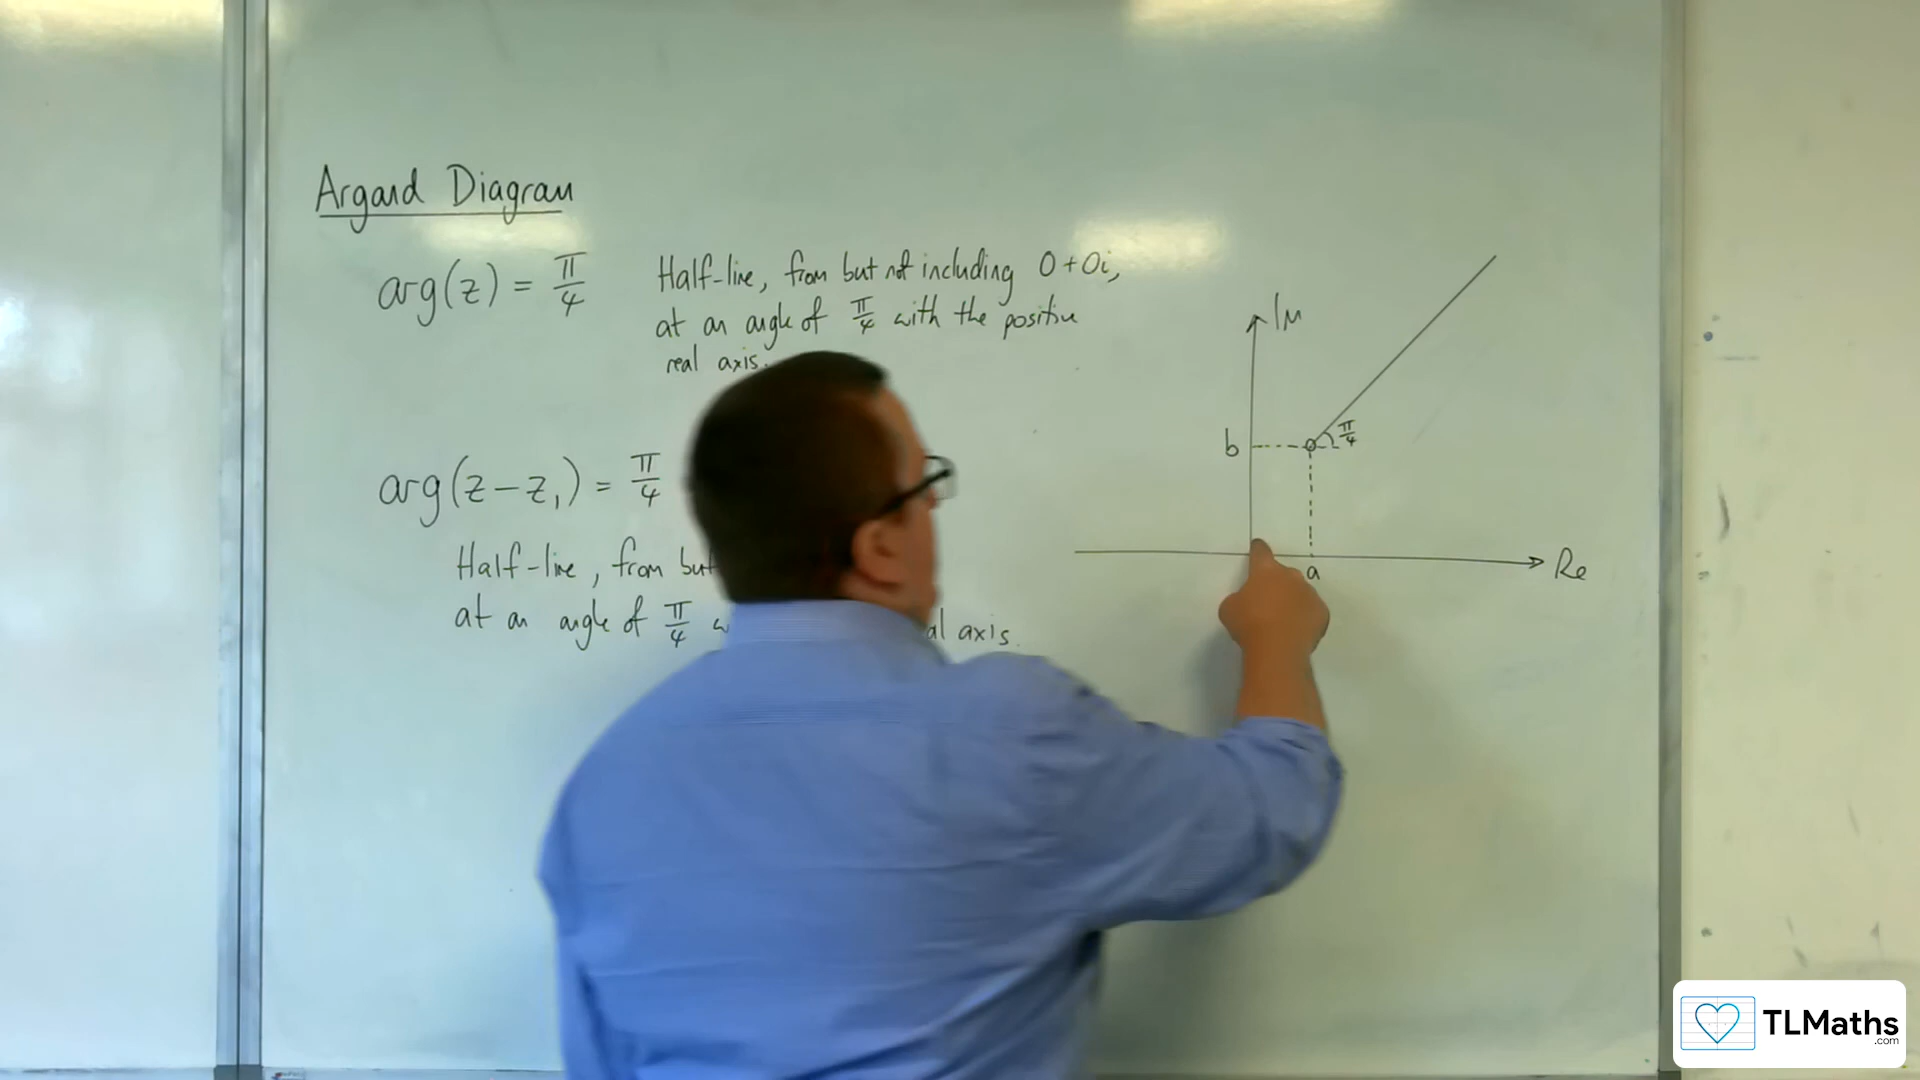 Argand Diagram
arg(z) = π/4
Half-line, from but not including 0+0i,
at an angle of π/4 with the positive
real axis.
arg(z-z₁) = π/4
Half-line, from but
at an angle of π/4
axis.
Im
b
π/4
a
Re
TLMaths
.com